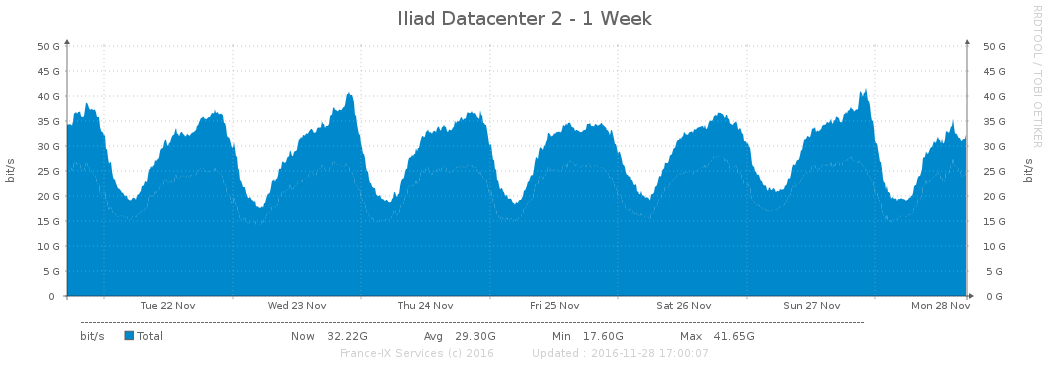 Iliad Datacenter 2 - 1 Week
RRDTOOL / TOBI OETIKER
bit/s
50 G 50 G
45 G 45 G
40 G 40 G
35 G 35 G
30 G 30 G
25 G 25 G
20 G 20 G
15 G 15 G
10 G 10 G
5 G 5 G
0 0 G
bit/s
Tue 22 Nov Wed 23 Nov Thu 24 Nov Fri 25 Nov Sat 26 Nov Sun 27 Nov Mon 28 Nov
bit/s Total Now 32.22G Avg 29.30G Min 17.60G Max 41.65G
France-IX Services (c) 2016 Updated : 2016-11-28 17:00:07